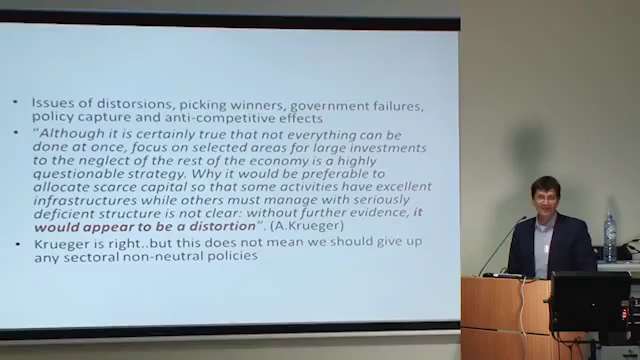 • Issues of distorsions, picking winners, government failures,
policy capture and anti-competitive effects
• "Although it is certainly true that not everything can be
done at once, focus on selected areas for large investments
to the neglect of the rest of the economy is a highly
questionable strategy. Why it would be preferable to
allocate scarce capital so that some activities have excellent
infrastructures while others must manage with seriously
deficient structure is not clear: without further evidence, it
would appear to be a distortion". (A.Krueger)
• Krueger is right..but this does not mean we should give up
any sectoral non-neutral policies